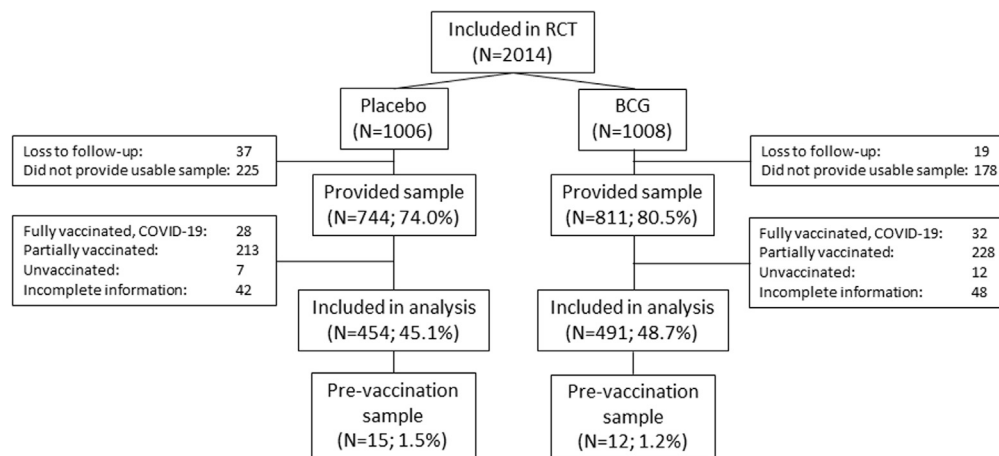 Included in RCT
(N=2014)
Placebo
(N=1006)
BCG
(N=1008)
Loss to follow-up: 37
Did not provide usable sample: 225
Loss to follow-up: 19
Did not provide usable sample: 178
Provided sample
(N=744; 74.0%)
Provided sample
(N=811; 80.5%)
Fully vaccinated, COVID-19: 28
Partially vaccinated: 213
Unvaccinated: 7
Incomplete information: 42
Fully vaccinated, COVID-19: 32
Partially vaccinated: 228
Unvaccinated: 12
Incomplete information: 48
Included in analysis
(N=454; 45.1%)
Included in analysis
(N=491; 48.7%)
Pre-vaccination
sample
(N=15; 1.5%)
Pre-vaccination
sample
(N=12; 1.2%)